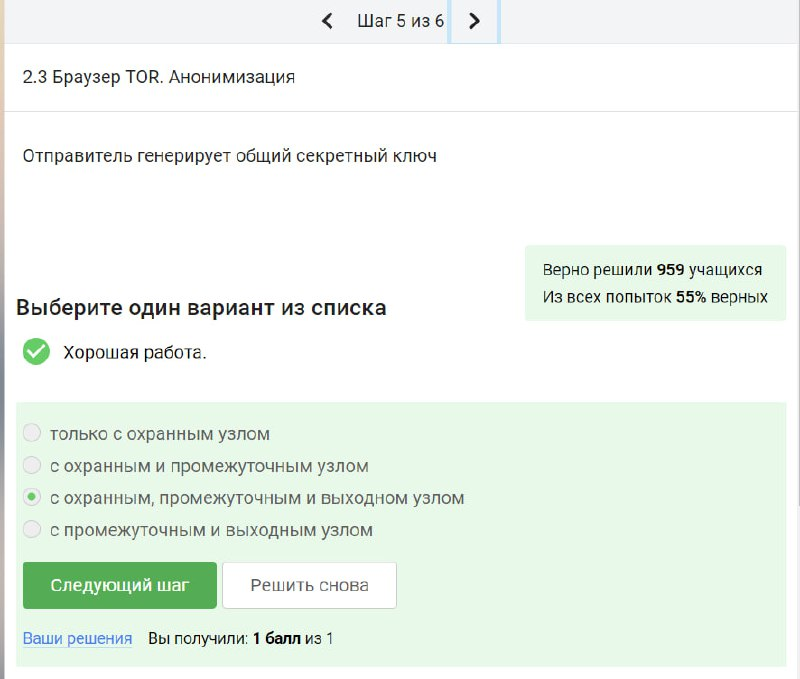 Шаг 5 из 6
2.3 Браузер TOR. Анонимизация
Отправитель генерирует общий секретный ключ
Верно решили 959 учащихся
Из всех попыток 55% верных
Выберите один вариант из списка
Хорошая работа.
только с охранным узлом
с охранным и промежуточным узлом
с охранным, промежуточным и выходном узлом
с промежуточным и выходным узлом
Следующий шаг
Решить снова
Ваши решения Вы получили: 1 балл из 1